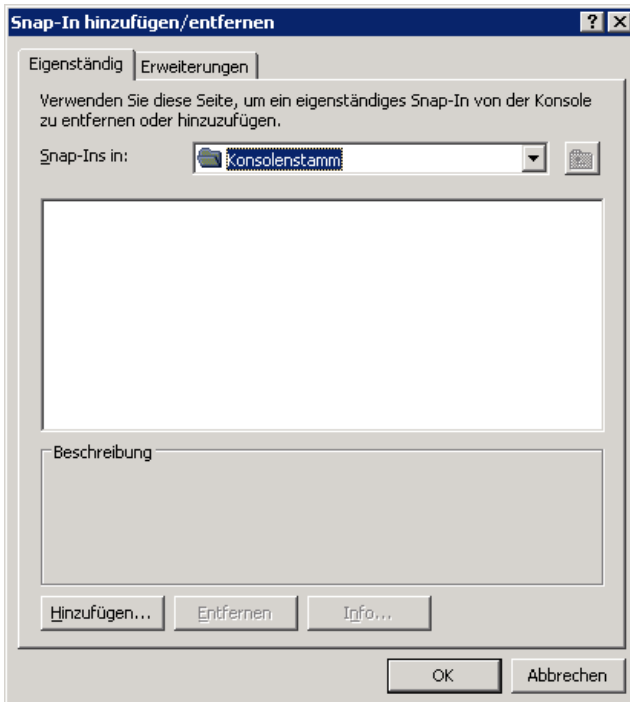 Snap-In hinzufügen/entfernen
Eigenständig
Erweiterungen
Verwenden Sie diese Seite, um ein eigenständiges Snap-In von der Konsole
zu entfernen oder hinzuzufügen.
Snap-Ins in:
Konsolenstamm
Beschreibung
Hinzufügen...
Entfernen
Info...
OK
Abbrechen